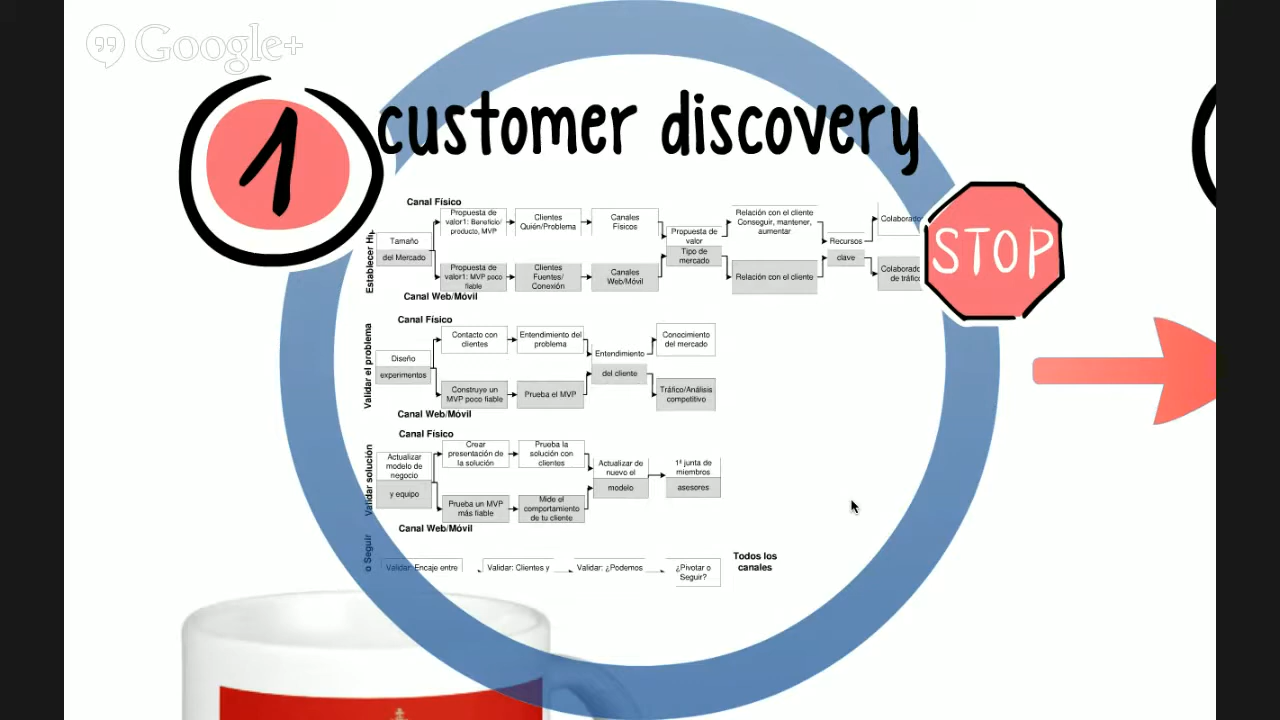 Google+
1
customer discovery
STOP
Canal Físico
Tamaño
del Mercado
Propuesta de
valor1: Beneficio/
producto, MVP
Clientes
Quién/Problema
Canales
Físicos
Propuesta de
valor
Tipo de
mercado
Relación con el cliente
Conseguir, mantener,
aumentar
Recursos
clave
Propuesta de
valor1: MVP poco
fiable
Clientes
Fuentes/
Conexión
Canales
Web/Móvil
Relación con el cliente
de tráfico
Canal Web/Móvil
Establecer
Canal Físico
Validar el problema
Diseño
experimentos
Contacto con
clientes
Entendimiento del
problema
Entendimiento
del cliente
Conocimiento
del mercado
Construye un
MVP poco fiable
Prueba el MVP
Tráfico/Análisis
competitivo
Canal Web/Móvil
Canal Físico
Validar solución
Actualizar
modelo de
negocio
y equipo
Crear
presentación de
la solución
Prueba la
solución con
clientes
Actualizar de
nuevo el
modelo
1ª junta de
miembros
asesores
Prueba un MVP
más fiable
Mide el
comportamiento
de tu cliente
Canal Web/Móvil
o Seguir
Validar: Encaje entre
Validar: Clientes y
Validar: ¿Podemos
¿Pivotar o
Seguir?
Todos los
canales